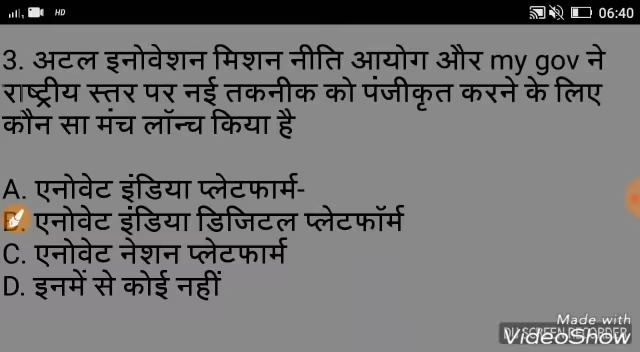 HD 06:40
3. अटल इनोवेशन मिशन नीति आयोग और my gov ने
राष्ट्रीय स्तर पर नई तकनीक को पंजीकृत करने के लिए
कौन सा मंच लॉन्च किया है
A. एनोवेट इंडिया प्लेटफार्म-
एनोवेट इंडिया डिजिटल प्लेटफॉर्म
C. एनोवेट नेशन प्लेटफार्म
D. इनमें से कोई नहीं
Made with
VideoShow